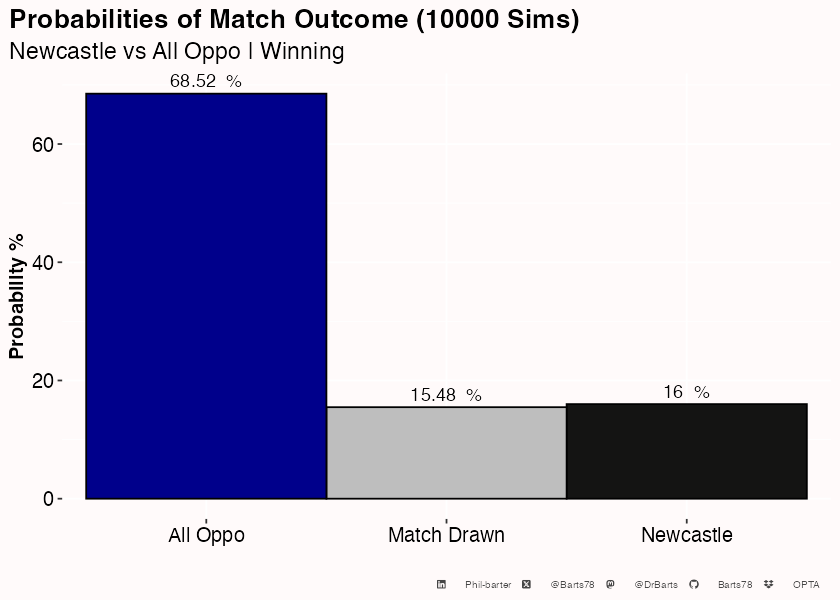 Probabilities of Match Outcome (10000 Sims)
Newcastle vs All Oppo | Winning
68.52 %
15.48 %
16 %
60
40
20
0
Probability %
All Oppo Match Drawn Newcastle
Phil-barter @Barts78 @DrBarts Barts78 OPTA